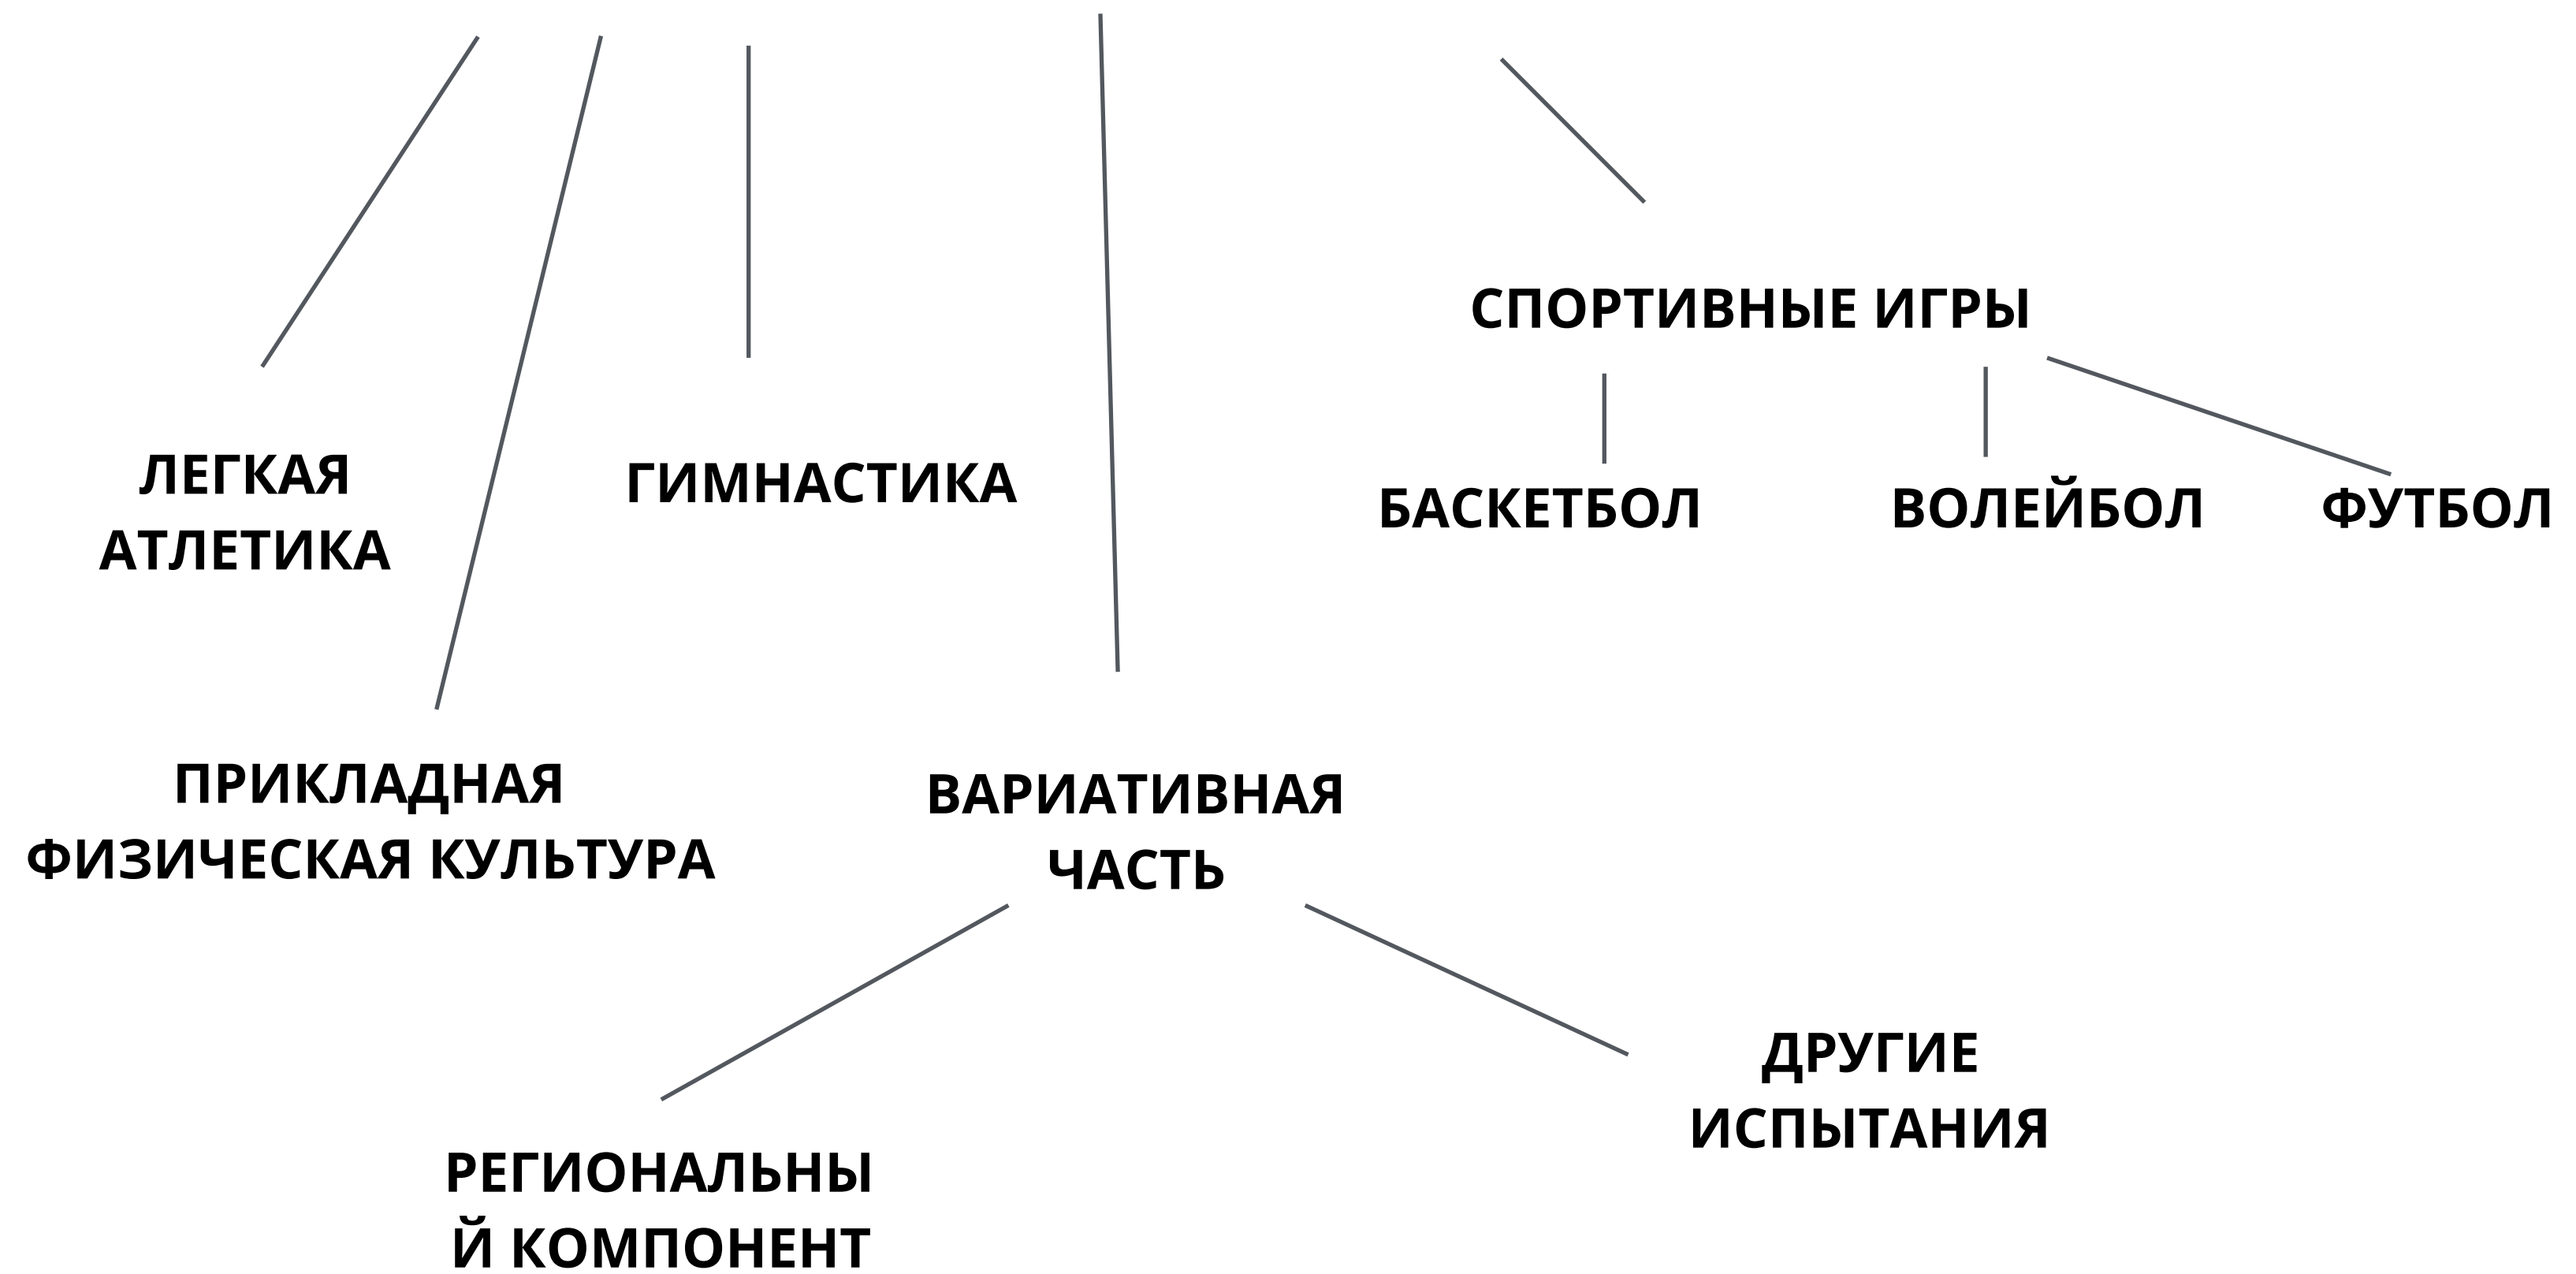 СПОРТИВНЫЕ ИГРЫ
ЛЕГКАЯ
АТЛЕТИКА
ГИМНАСТИКА
БАСКЕТБОЛ
ВОЛЕЙБОЛ
ФУТБОЛ
ПРИКЛАДНАЯ
ФИЗИЧЕСКАЯ КУЛЬТУРА
ВАРИАТИВНАЯ
ЧАСТЬ
РЕГИОНАЛЬНЫ
Й КОМПОНЕНТ
ДРУГИЕ
ИСПЫТАНИЯ